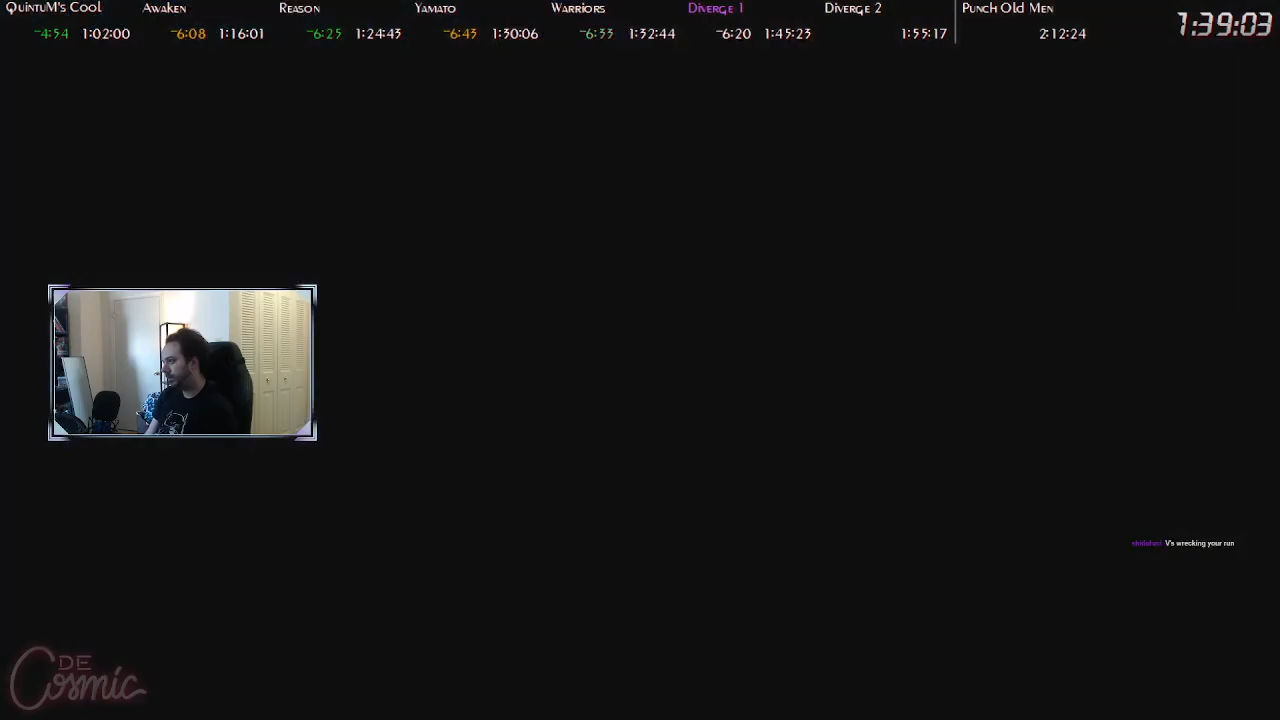 QuintuM's Cool Awaken Reason Yamato Warriors Diverge 1 Diverge 2 Punch Old Men 1:39:03
-4:54 1:02:00 -6:08 1:16:01 -6:25 1:24:43 -6:43 1:30:06 -6:33 1:32:44 -6:20 1:45:23 1:55:17 2:12:24
V's wrecking your run
DE
Cosmic